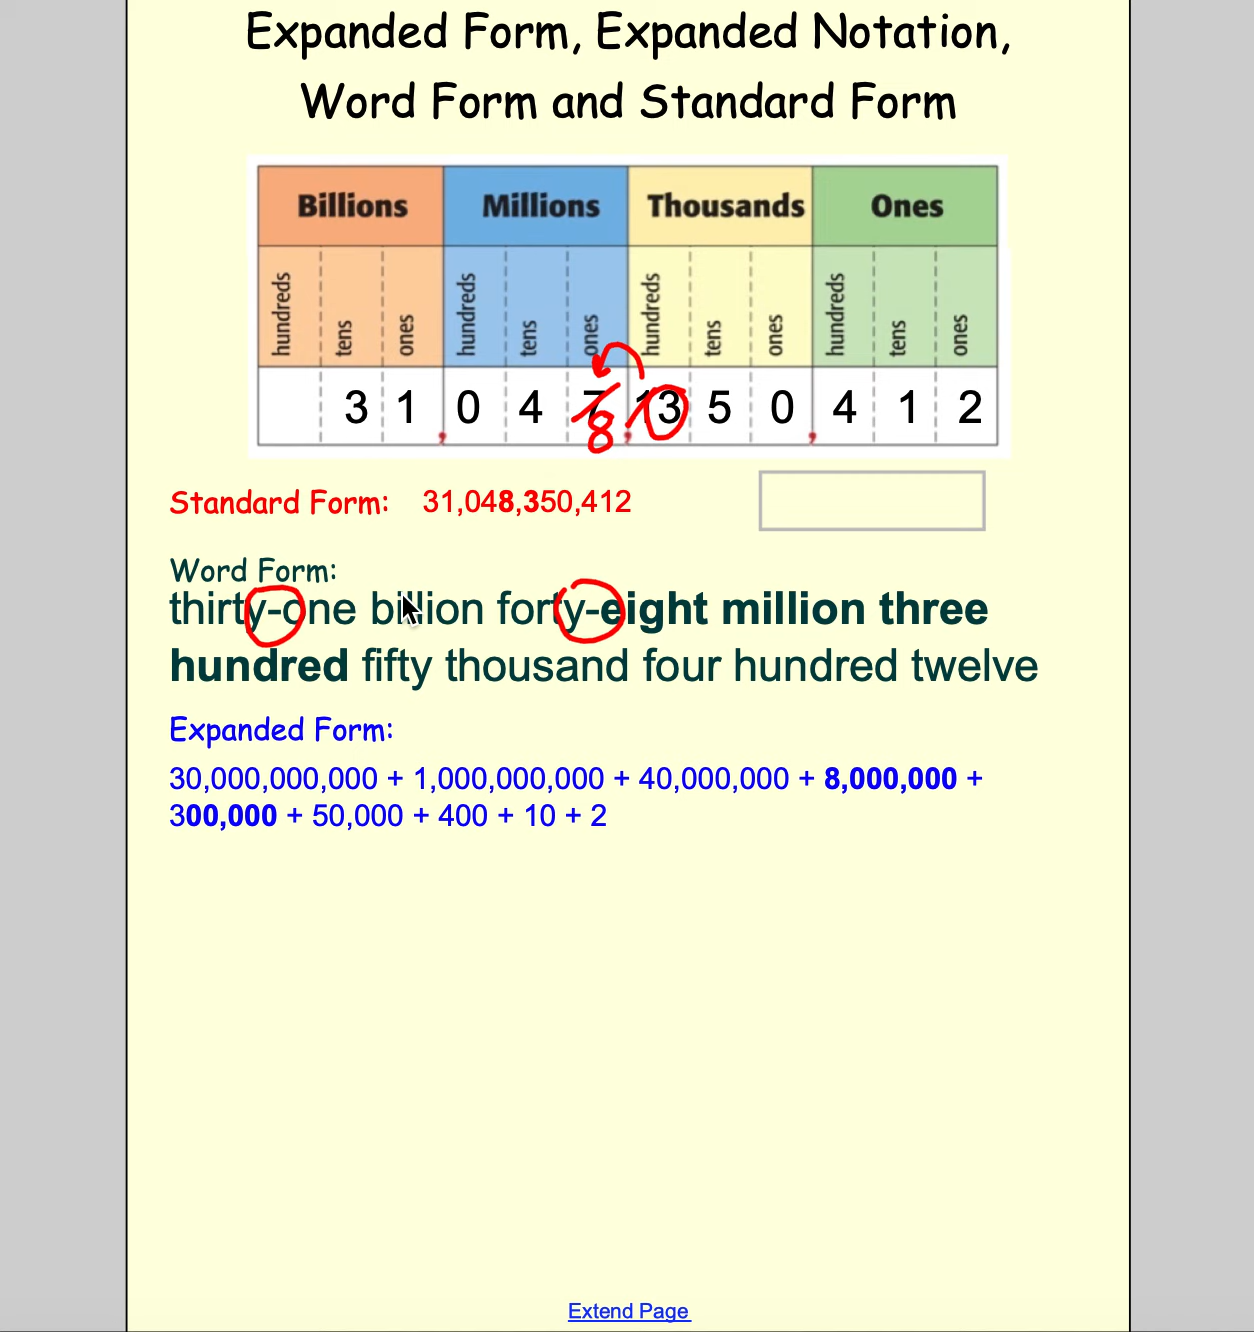 Expanded Form, Expanded Notation,
Word Form and Standard Form
Billions Millions Thousands Ones
hundreds tens ones hundreds tens ones hundreds tens ones hundreds tens ones
3 1 , 0 4 7 , 13 5 0 , 4 1 2
8
Standard Form: 31,048,350,412
Word Form:
thirty-one billion forty-eight million three
hundred fifty thousand four hundred twelve
Expanded Form:
30,000,000,000 + 1,000,000,000 + 40,000,000 + 8,000,000 +
300,000 + 50,000 + 400 + 10 + 2
Extend Page